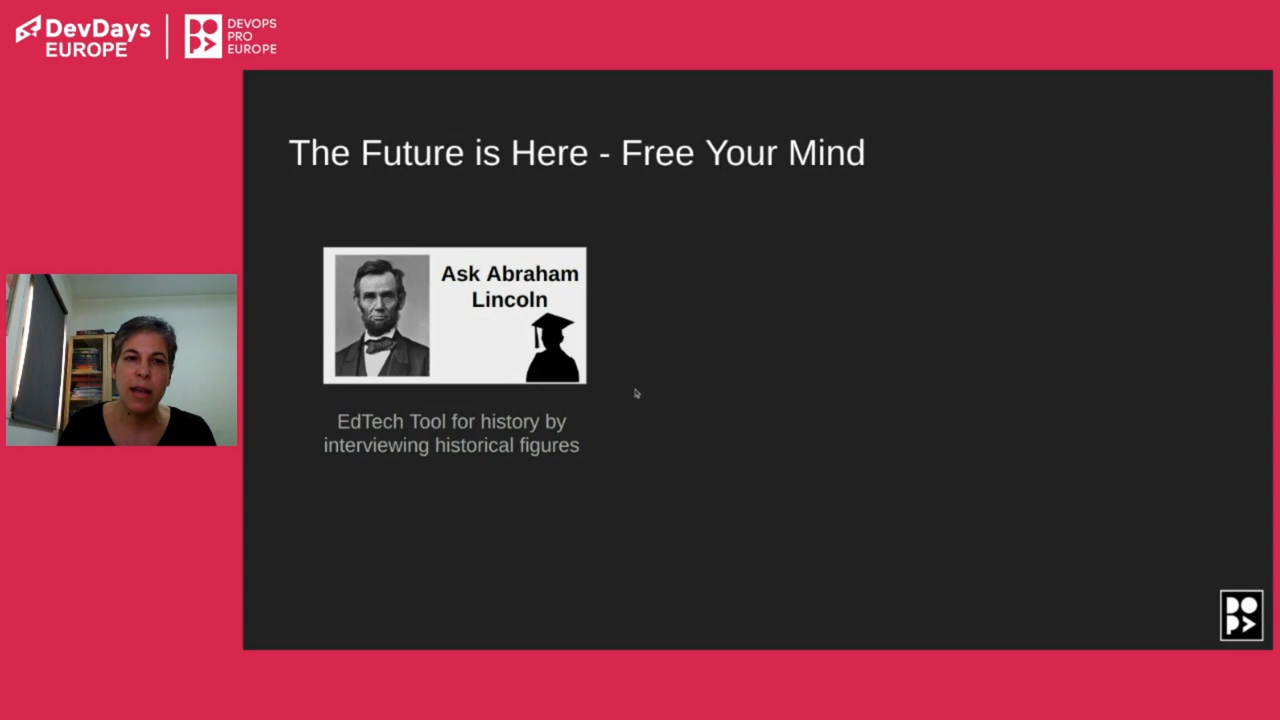 DevDays
EUROPE
DEVOPS
PRO
EUROPE
The Future is Here - Free Your Mind
Ask Abraham
Lincoln
EdTech Tool for history by
interviewing historical figures